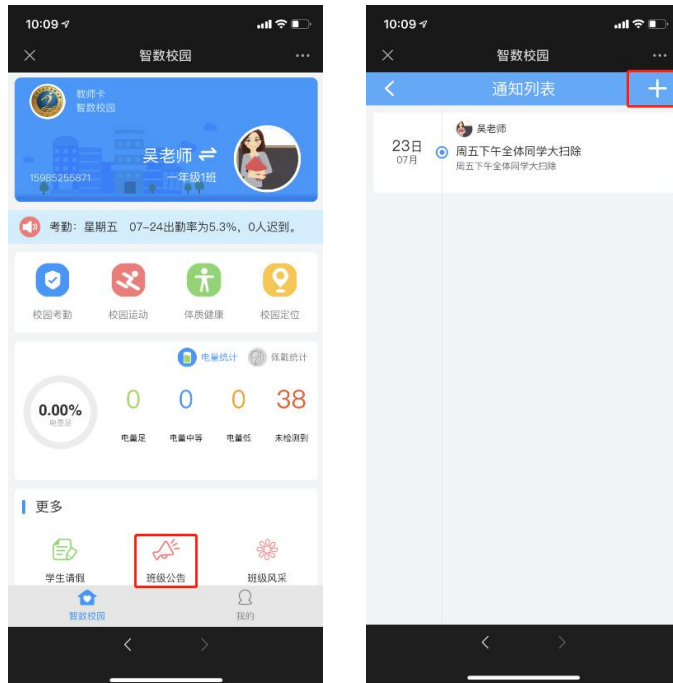 10:09
智数校园
教师卡
智数校园
吴老师
15985255871
一年级1班
考勤：星期五 07-24出勤率为5.3%，0人迟到。
校园考勤 校园运动 体质健康 校园定位
电量统计 佩戴统计
0.00%
电量足
0 0 0 38
电量足 电量中等 电量低 未检测到
更多
学生请假 班级公告 班级风采
智数校园 我的
10:09
智数校园
通知列表
吴老师
23日
07月
周五下午全体同学大扫除
周五下午全体同学大扫除